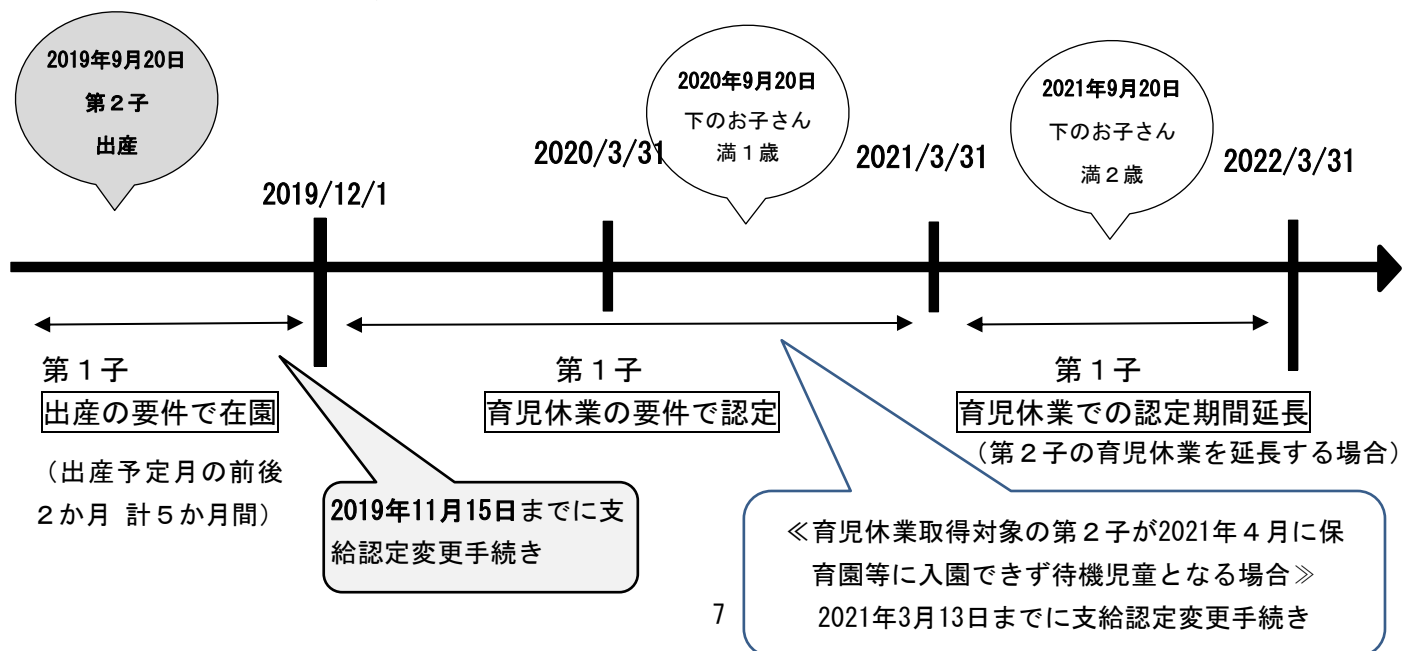 2019年9月20日
第２子
出産
2019/12/1
2020/3/31
2020年9月20日
下のお子さん
満１歳
2021/3/31
2021年9月20日
下のお子さん
満２歳
2022/3/31
第１子
出産の要件で在園
（出産予定月の前後
２か月 計５か月間）
第１子
育児休業の要件で認定
第１子
育児休業での認定期間延長
（第２子の育児休業を延長する場合）
2019年11月15日までに支
給認定変更手続き
≪育児休業取得対象の第２子が2021年４月に保
育園等に入園できず待機児童となる場合≫
2021年3月13日までに支給認定変更手続き
7